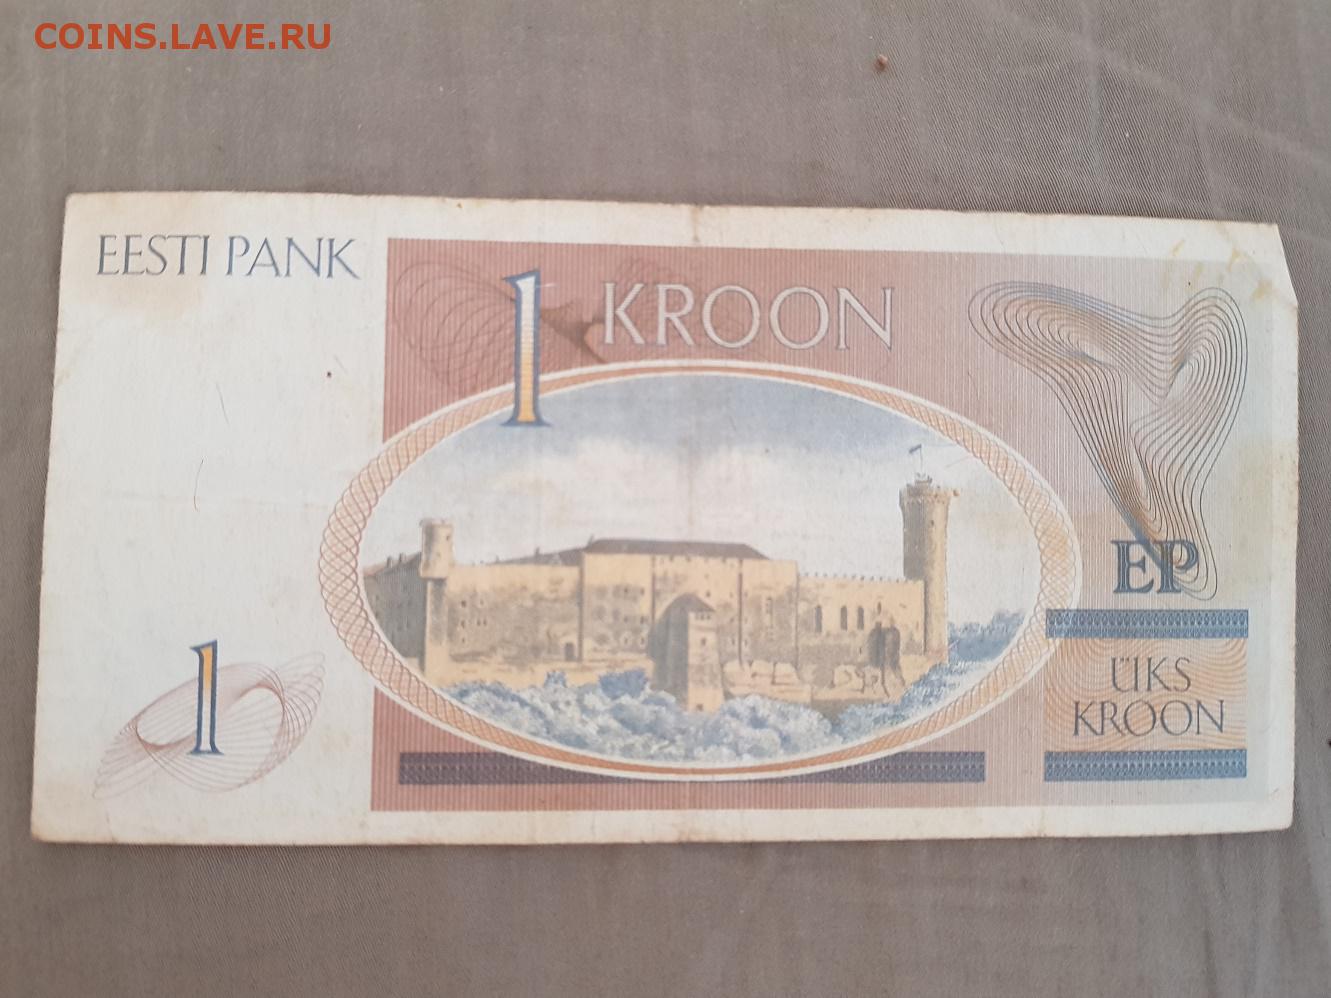 COINS.LAVE.RU
EESTI PANK
1 KROON
EP
ÜKS
KROON
1